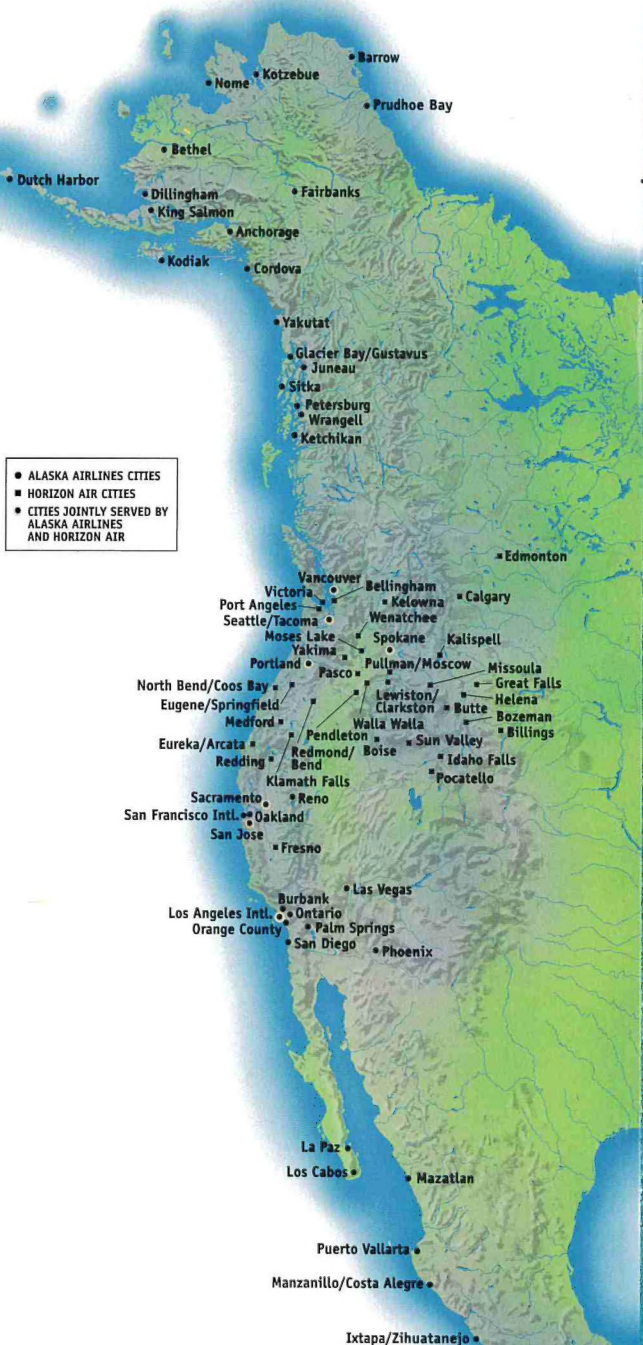 Barrow
Kotzebue
Nome
Prudhoe Bay
Bethel
Dutch Harbor
Dillingham
Fairbanks
King Salmon
Anchorage
Kodiak
Cordova
Yakutat
Glacier Bay/Gustavus
Juneau
Sitka
Petersburg
Wrangell
Ketchikan
ALASKA AIRLINES CITIES
HORIZON AIR CITIES
CITIES JOINTLY SERVED BY
ALASKA AIRLINES
AND HORIZON AIR
Edmonton
Vancouver
Bellingham
Victoria
Calgary
Port Angeles
Kelowna
Seattle/Tacoma
Wenatchee
Moses Lake
Spokane
Kalispell
Yakima
Portland
Pullman/Moscow
Pasco
Missoula
North Bend/Coos Bay
Great Falls
Eugene/Springfield
Lewiston/
Clarkston
Helena
Butte
Medford
Walla Walla
Bozeman
Pendleton
Billings
Eureka/Arcata
Redmond/
Bend
Boise
Sun Valley
Redding
Idaho Falls
Klamath Falls
Pocatello
Sacramento
Reno
San Francisco Intl.
Oakland
San Jose
Fresno
Las Vegas
Burbank
Los Angeles Intl.
Ontario
Orange County
Palm Springs
San Diego
Phoenix
La Paz
Los Cabos
Mazatlan
Puerto Vallarta
Manzanillo/Costa Alegre
Ixtapa/Zihuatanejo